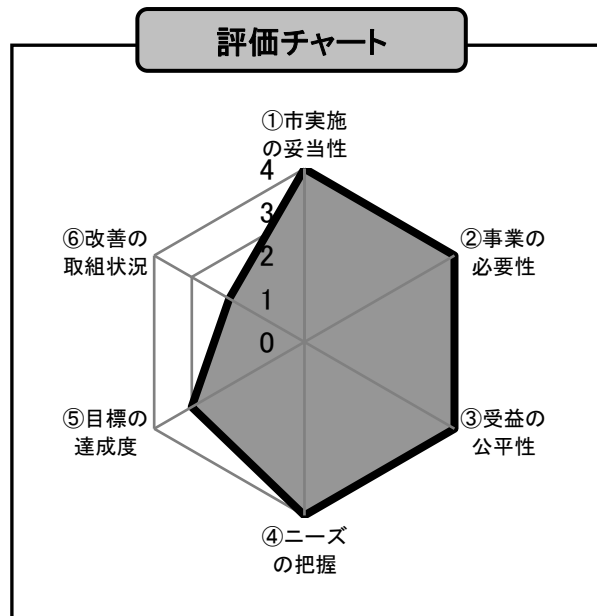 評価チャート
①市実施
の妥当性
4
3
2
1
0
②事業の
必要性
③受益の
公平性
④ニーズ
の把握
⑤目標の
達成度
⑥改善の
取組状況